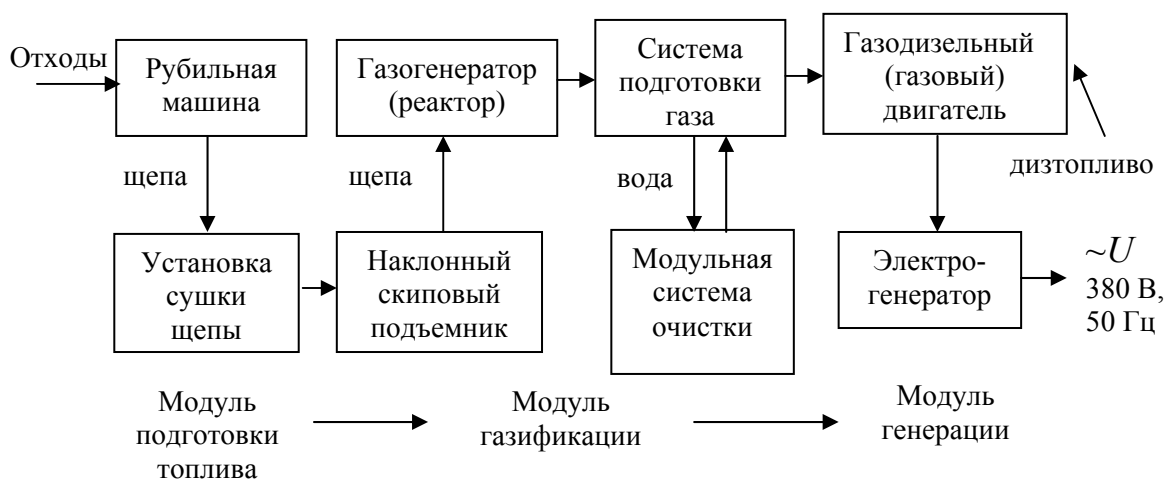 Отходы
Рубильная
машина
Газогенератор
(реактор)
Система
подготовки
газа
Газодизельный
(газовый)
двигатель
щепа
щепа
вода
дизтопливо
Установка
сушки
щепы
Наклонный
скиповый
подъемник
Модульная
система
очистки
Электро-
генератор
~U
380 В,
50 Гц
Модуль
подготовки
топлива
Модуль
газификации
Модуль
генерации